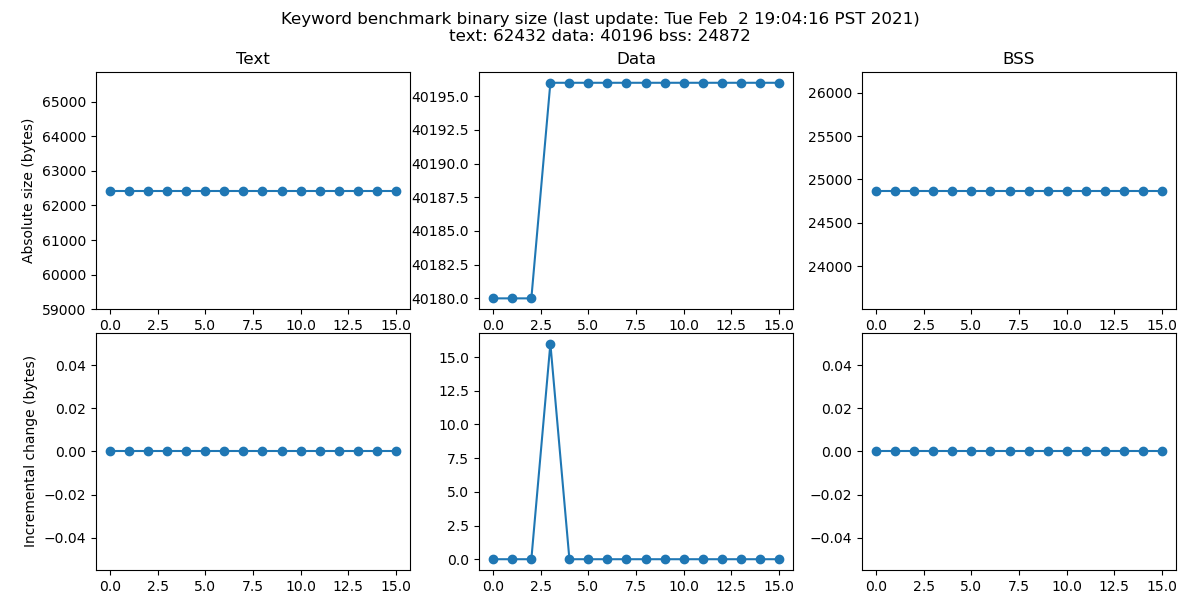 Keyword benchmark binary size (last update: Tue Feb  2 19:04:16 PST 2021)
text: 62432 data: 40196 bss: 24872
Text
Data
BSS
Absolute size (bytes)
65000
64000
63000
62000
61000
60000
59000
0.0 2.5 5.0 7.5 10.0 12.5 15.0
40195.0
40192.5
40190.0
40187.5
40185.0
40182.5
40180.0
0.0 2.5 5.0 7.5 10.0 12.5 15.0
26000
25500
25000
24500
24000
0.0 2.5 5.0 7.5 10.0 12.5 15.0
Incremental change (bytes)
0.04
0.02
0.00
−0.02
−0.04
0.0 2.5 5.0 7.5 10.0 12.5 15.0
15.0
12.5
10.0
7.5
5.0
2.5
0.0
0.0 2.5 5.0 7.5 10.0 12.5 15.0
0.04
0.02
0.00
−0.02
−0.04
0.0 2.5 5.0 7.5 10.0 12.5 15.0